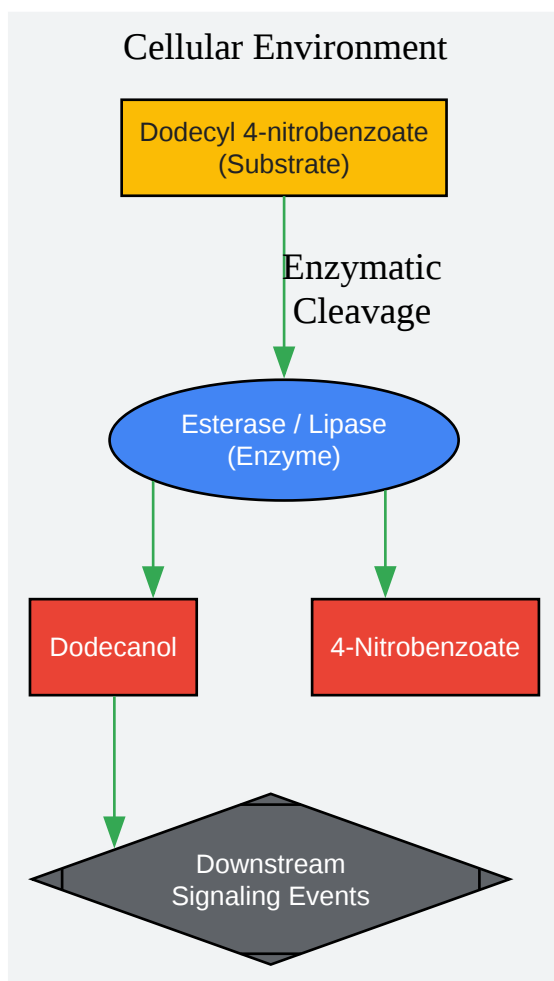 Cellular Environment
Dodecyl 4-nitrobenzoate
(Substrate)
Enzymatic
Cleavage
Esterase / Lipase
(Enzyme)
Dodecanol
4-Nitrobenzoate
Downstream
Signaling Events